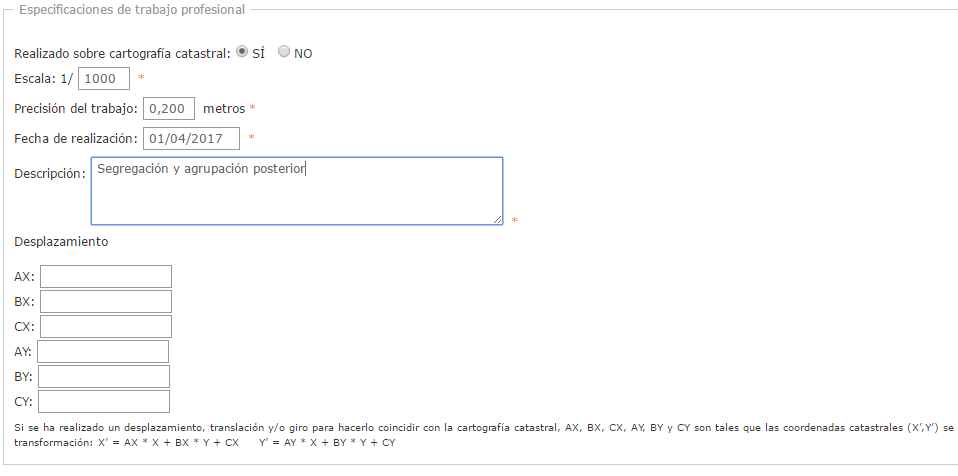 Especificaciones de trabajo profesional
Realizado sobre cartografía catastral: SÍ NO
Escala: 1/ 1000 *
Precisión del trabajo: 0,200 metros *
Fecha de realización: 01/04/2017 *
Descripción: Segregación y agrupación posterior
*
Desplazamiento
AX:
BX:
CX:
AY:
BY:
CY:
Si se ha realizado un desplazamiento, translación y/o giro para hacerlo coincidir con la cartografía catastral, AX, BX, CX, AY, BY y CY son tales que las coordenadas catastrales (X',Y') se
transformación: X' = AX * X + BX * Y + CX Y' = AY * X + BY * Y + CY